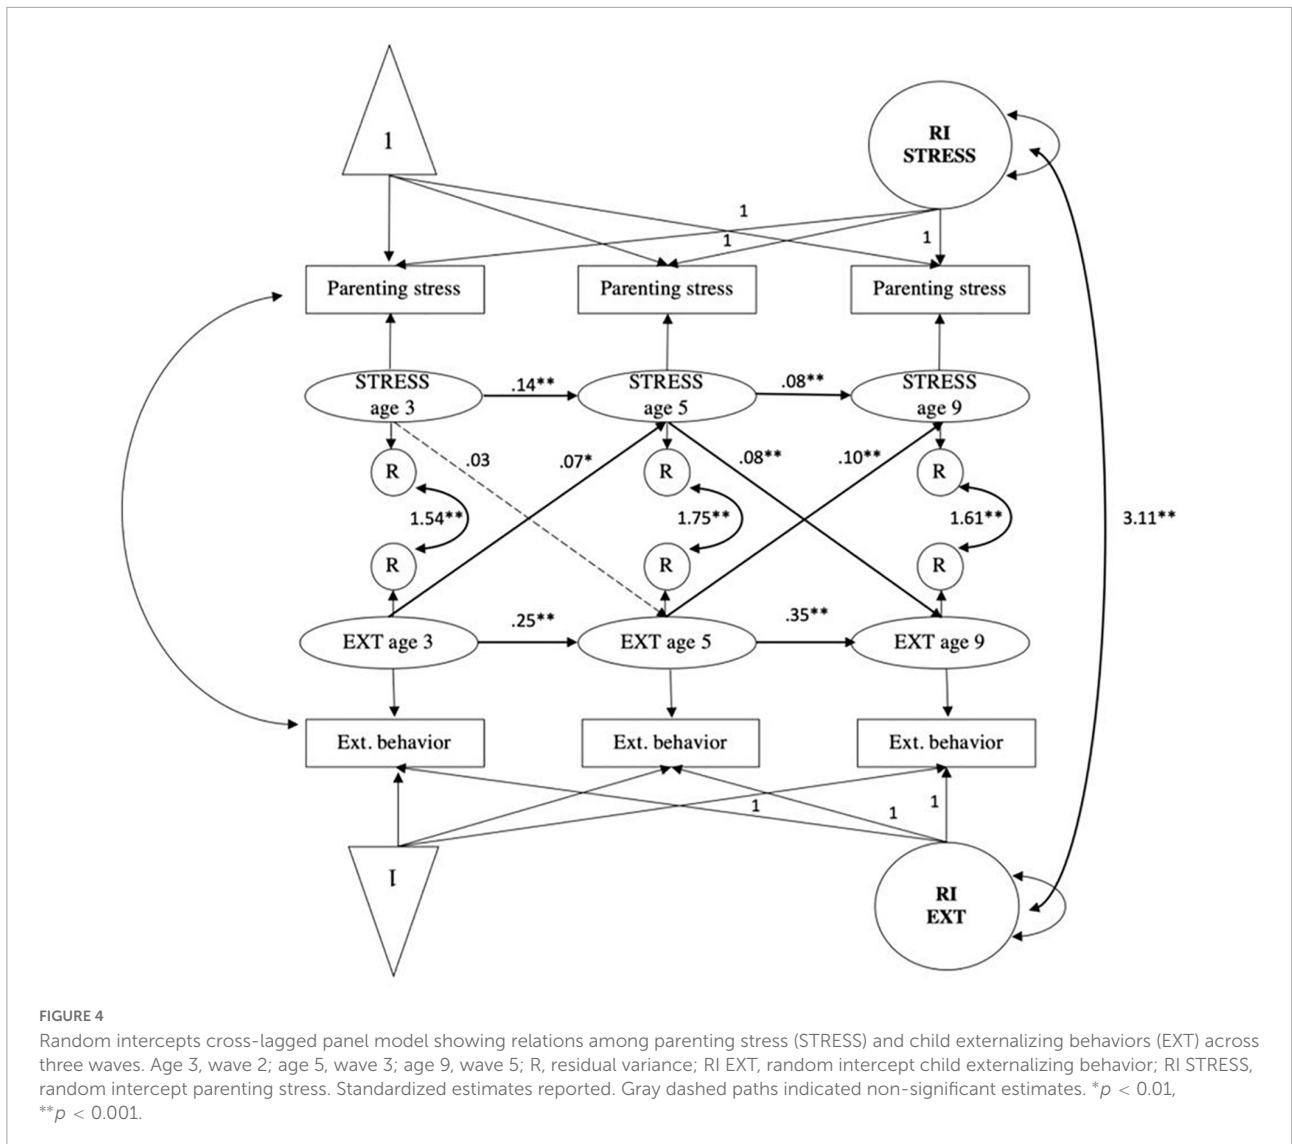 1
RI
STRESS
1
1
1
Parenting stress
Parenting stress
Parenting stress
STRESS
age 3
.14**
STRESS
age 5
.08**
STRESS
age 9
R
.03
.07*
R
.08**
.10**
R
1.54**
1.75**
1.61**
3.11**
R
R
R
EXT age 3
.25**
EXT age 5
.35**
EXT age 9
Ext. behavior
Ext. behavior
Ext. behavior
1
1
1
1
RI
EXT
FIGURE 4
Random intercepts cross-lagged panel model showing relations among parenting stress (STRESS) and child externalizing behaviors (EXT) across
three waves. Age 3, wave 2; age 5, wave 3; age 9, wave 5; R, residual variance; RI EXT, random intercept child externalizing behavior; RI STRESS,
random intercept parenting stress. Standardized estimates reported. Gray dashed paths indicated non-significant estimates. *p < 0.01,
**p < 0.001.